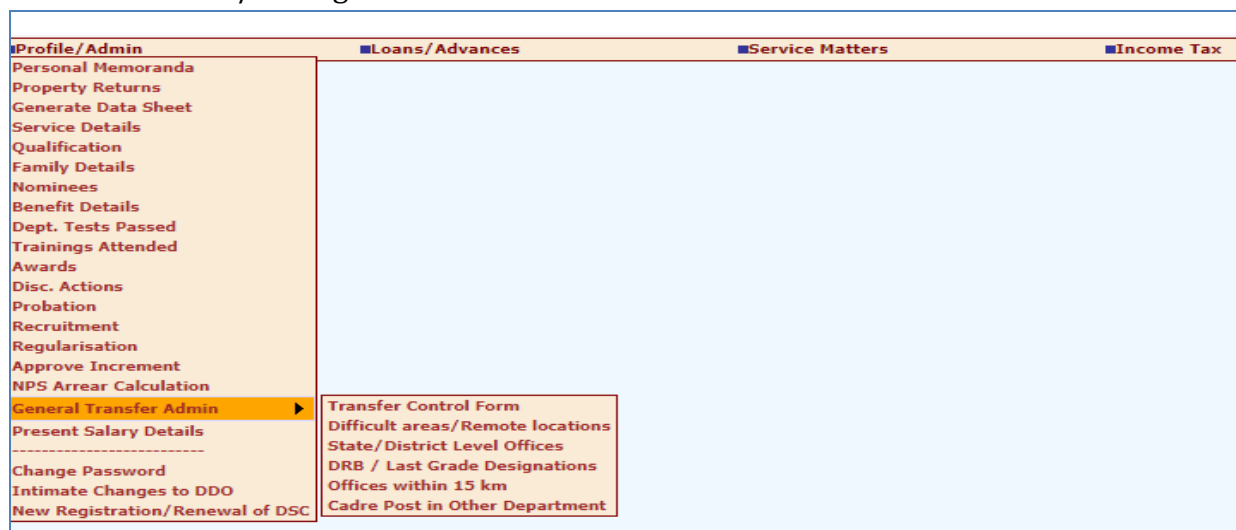 ■Profile/Admin ■Loans/Advances ■Service Matters ■Income Tax
Personal Memoranda
Property Returns
Generate Data Sheet
Service Details
Qualification
Family Details
Nominees
Benefit Details
Dept. Tests Passed
Trainings Attended
Awards
Disc. Actions
Probation
Recruitment
Regularisation
Approve Increment
NPS Arrear Calculation
General Transfer Admin ▶
Present Salary Details
--------------------------
Change Password
Intimate Changes to DDO
New Registration/Renewal of DSC
Transfer Control Form
Difficult areas/Remote locations
State/District Level Offices
DRB / Last Grade Designations
Offices within 15 km
Cadre Post in Other Department